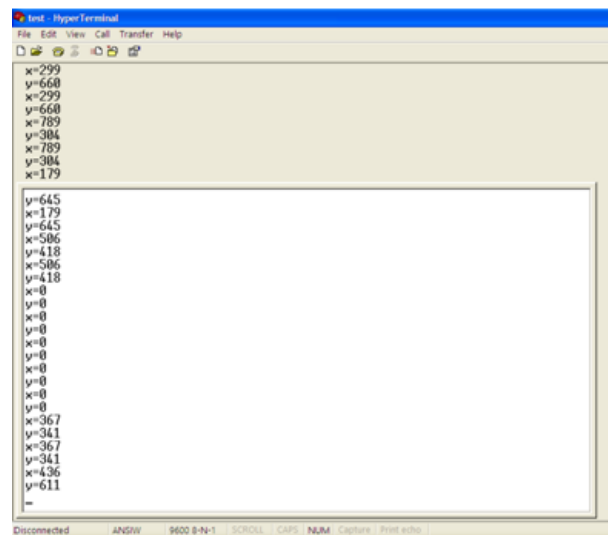 test - HyperTerminal
File Edit View Call Transfer Help
x=299
y=660
x=299
y=660
x=789
y=304
x=789
y=304
x=179
y=645
x=179
y=645
x=506
y=418
x=506
y=418
x=0
y=0
x=0
y=0
x=0
y=0
x=0
y=0
x=0
y=0
x=367
y=341
x=367
y=341
x=436
y=611
Disconnected ANSIW 9600 8-N-1 SCROLL CAPS NUM Capture Print echo